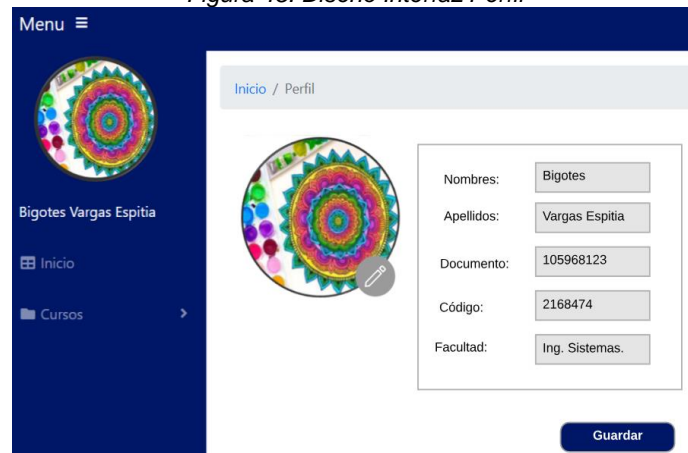 Menu
Bigotes Vargas Espitia
Inicio
Cursos
Inicio / Perfil
Nombres: Bigotes
Apellidos: Vargas Espitia
Documento: 105968123
Código: 2168474
Facultad: Ing. Sistemas.
Guardar